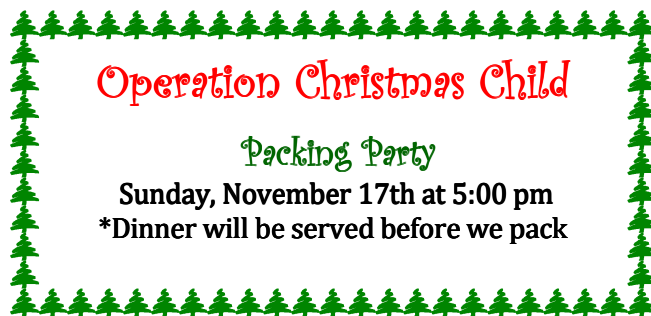 Operation Christmas Child
Packing Party
Sunday, November 17th at 5:00 pm
*Dinner will be served before we pack